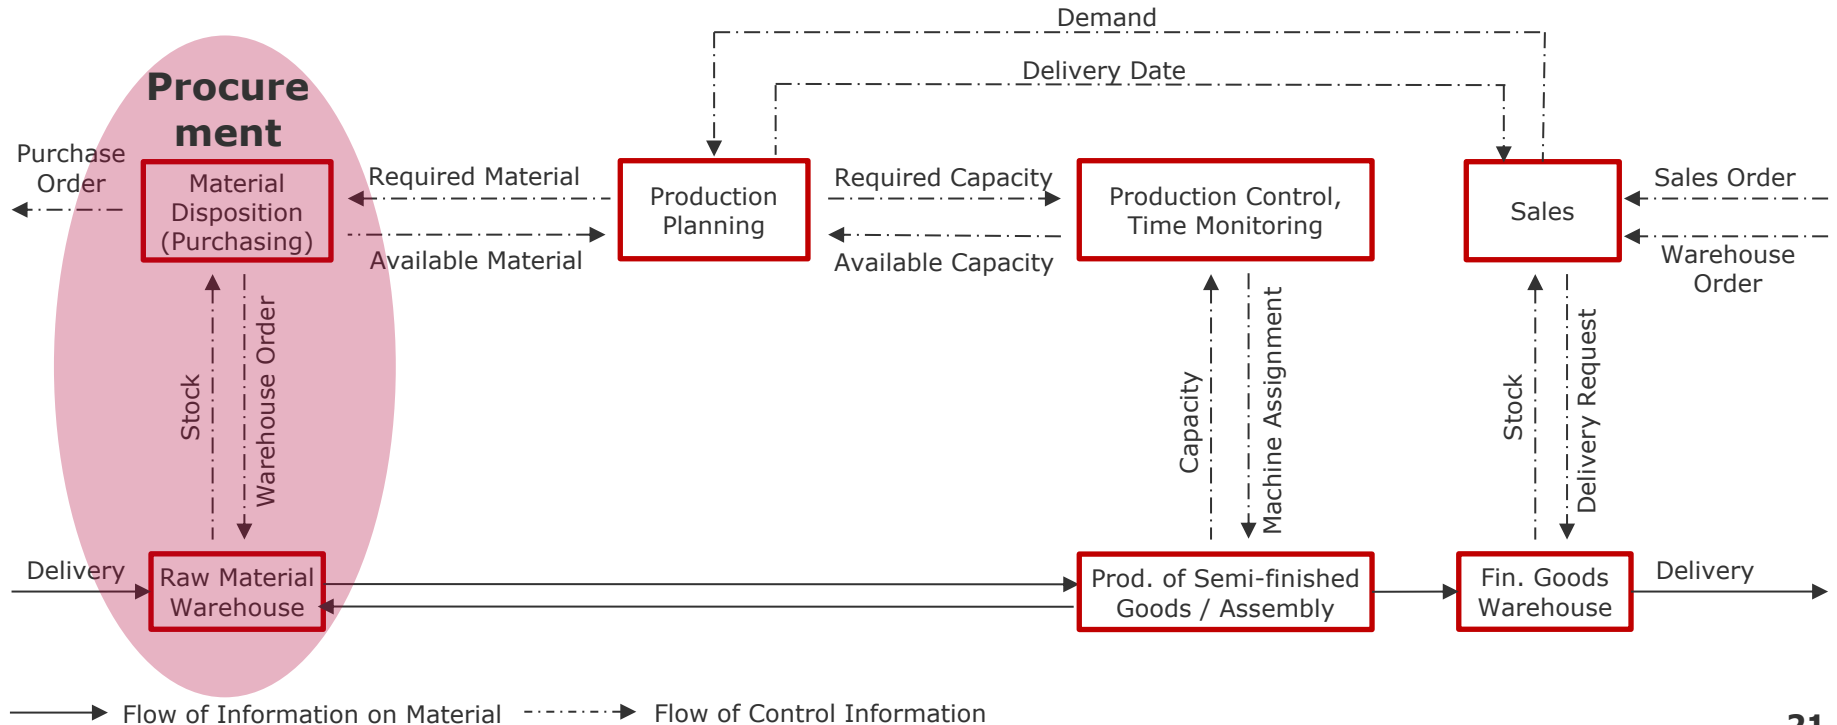 Demand
Delivery Date
Procure
ment
Purchase
Order
Material
Disposition
(Purchasing)
Required Material
Available Material
Production
Planning
Required Capacity
Available Capacity
Production Control,
Time Monitoring
Sales
Sales Order
Warehouse
Order
Stock
Warehouse Order
Capacity
Machine Assignment
Stock
Delivery Request
Delivery
Raw Material
Warehouse
Prod. of Semi-finished
Goods / Assembly
Fin. Goods
Warehouse
Delivery
Flow of Information on Material
Flow of Control Information